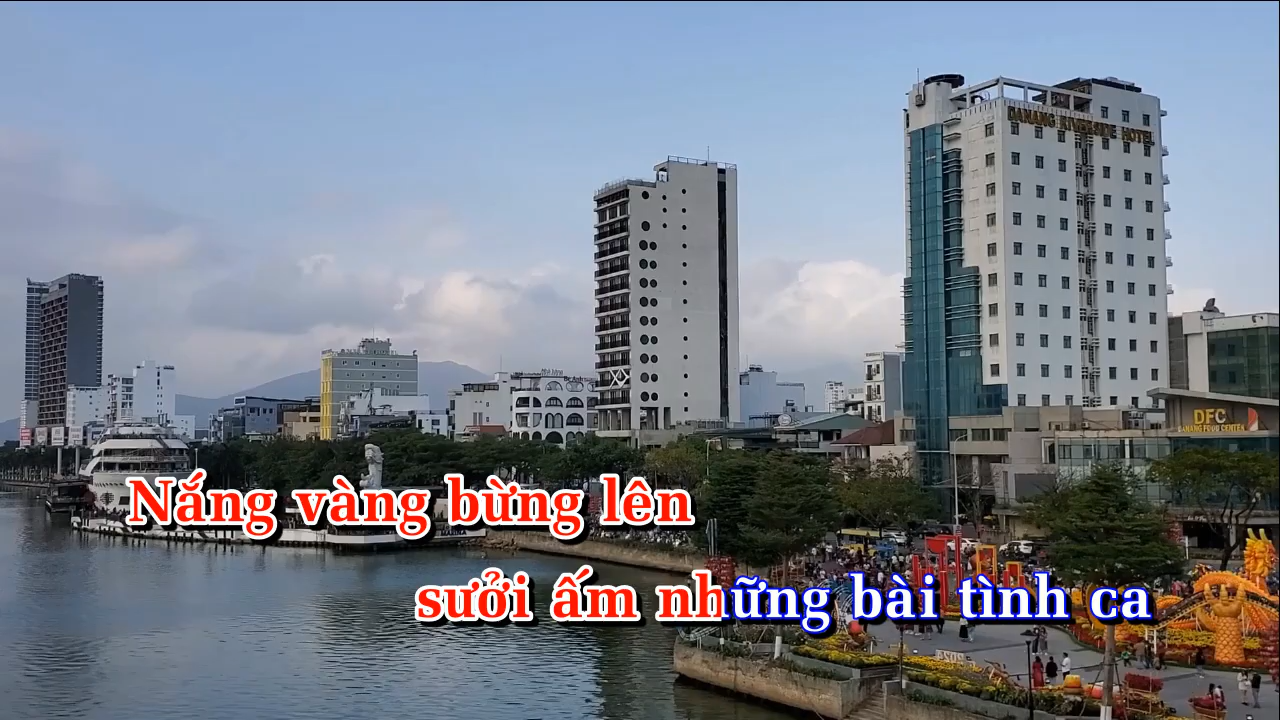 DANANG RIVERSIDE HOTEL
DFC
DANANG FOOD CENTER
Nắng vàng bừng lên
sưởi ấm những bài tình ca